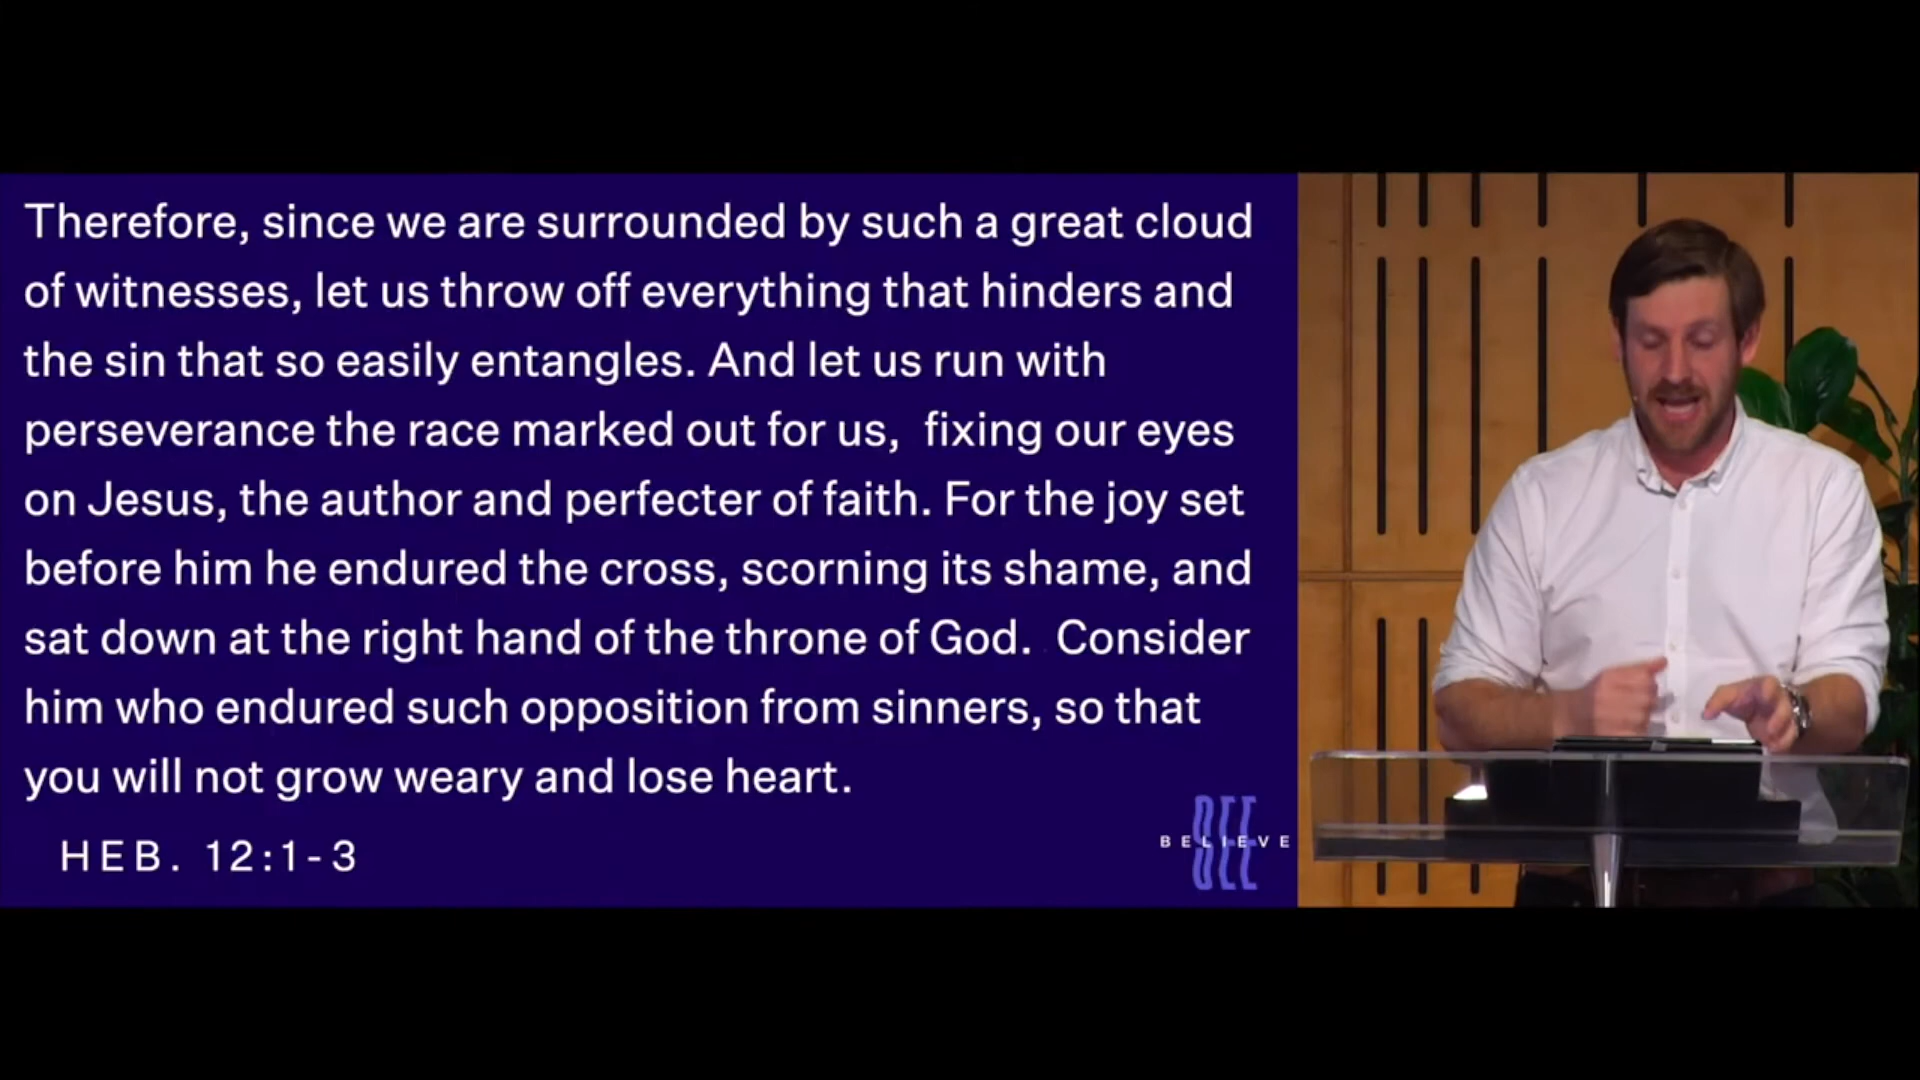 Therefore, since we are surrounded by such a great cloud
of witnesses, let us throw off everything that hinders and
the sin that so easily entangles. And let us run with
perseverance the race marked out for us,  fixing our eyes
on Jesus, the author and perfecter of faith. For the joy set
before him he endured the cross, scorning its shame, and
sat down at the right hand of the throne of God.  Consider
him who endured such opposition from sinners, so that
you will not grow weary and lose heart.
HEB. 12:1-3
SEE
BELIEVE